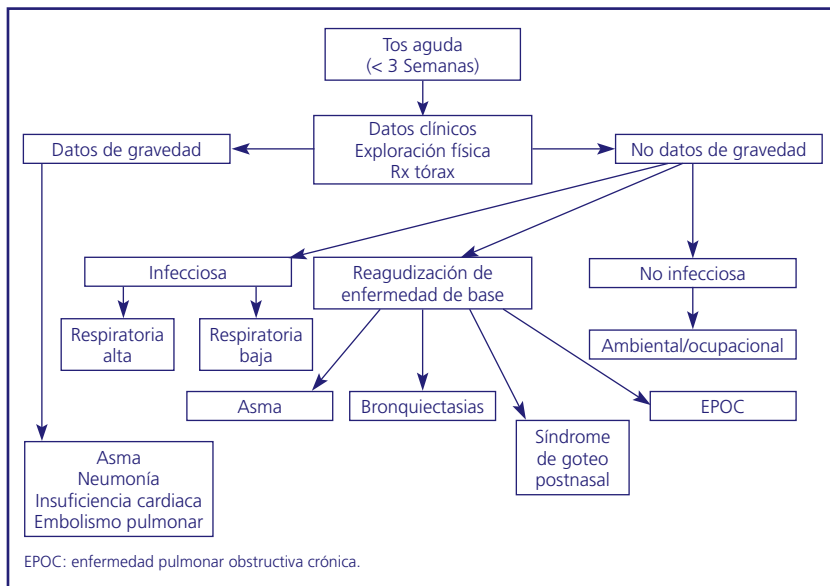 Tos aguda
(< 3 Semanas)
Datos de gravedad
Datos clínicos
Exploración física
Rx tórax
No datos de gravedad
Infecciosa
Reagudización de
enfermedad de base
No infecciosa
Respiratoria
alta
Respiratoria
baja
Ambiental/ocupacional
Asma
Bronquiectasias
EPOC
Síndrome
de goteo
postnasal
Asma
Neumonía
Insuficiencia cardiaca
Embolismo pulmonar
EPOC: enfermedad pulmonar obstructiva crónica.